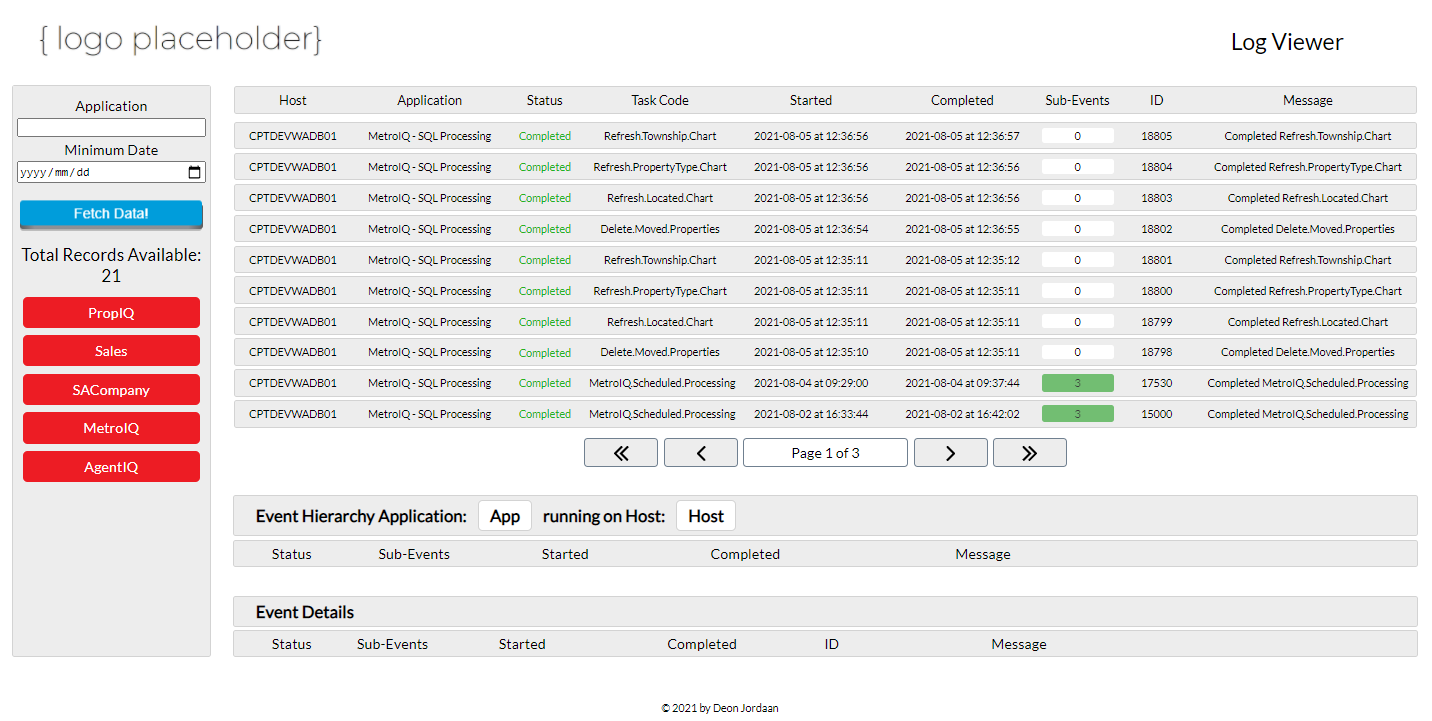 { logo placeholder}
Log Viewer
Application
Minimum Date
yyyy/mm/dd
Fetch Data!
Total Records Available:
21
PropIQ
Sales
SACompany
MetroIQ
AgentIQ
Host Application Status Task Code Started Completed Sub-Events ID Message
CPTDEVWADB01 MetroIQ - SQL Processing Completed Refresh.Township.Chart 2021-08-05 at 12:36:56 2021-08-05 at 12:36:57 0 18805 Completed Refresh.Township.Chart
CPTDEVWADB01 MetroIQ - SQL Processing Completed Refresh.PropertyType.Chart 2021-08-05 at 12:36:56 2021-08-05 at 12:36:56 0 18804 Completed Refresh.PropertyType.Chart
CPTDEVWADB01 MetroIQ - SQL Processing Completed Refresh.Located.Chart 2021-08-05 at 12:36:56 2021-08-05 at 12:36:56 0 18803 Completed Refresh.Located.Chart
CPTDEVWADB01 MetroIQ - SQL Processing Completed Delete.Moved.Properties 2021-08-05 at 12:36:54 2021-08-05 at 12:36:55 0 18802 Completed Delete.Moved.Properties
CPTDEVWADB01 MetroIQ - SQL Processing Completed Refresh.Township.Chart 2021-08-05 at 12:35:11 2021-08-05 at 12:35:12 0 18801 Completed Refresh.Township.Chart
CPTDEVWADB01 MetroIQ - SQL Processing Completed Refresh.PropertyType.Chart 2021-08-05 at 12:35:11 2021-08-05 at 12:35:11 0 18800 Completed Refresh.PropertyType.Chart
CPTDEVWADB01 MetroIQ - SQL Processing Completed Refresh.Located.Chart 2021-08-05 at 12:35:11 2021-08-05 at 12:35:11 0 18799 Completed Refresh.Located.Chart
CPTDEVWADB01 MetroIQ - SQL Processing Completed Delete.Moved.Properties 2021-08-05 at 12:35:10 2021-08-05 at 12:35:11 0 18798 Completed Delete.Moved.Properties
CPTDEVWADB01 MetroIQ - SQL Processing Completed MetroIQ.Scheduled.Processing 2021-08-04 at 09:29:00 2021-08-04 at 09:37:44 3 17530 Completed MetroIQ.Scheduled.Processing
CPTDEVWADB01 MetroIQ - SQL Processing Completed MetroIQ.Scheduled.Processing 2021-08-02 at 16:33:44 2021-08-02 at 16:42:02 3 15000 Completed MetroIQ.Scheduled.Processing
Page 1 of 3
Event Hierarchy Application: App running on Host: Host
Status Sub-Events Started Completed Message
Event Details
Status Sub-Events Started Completed ID Message
© 2021 by Deon Jordaan